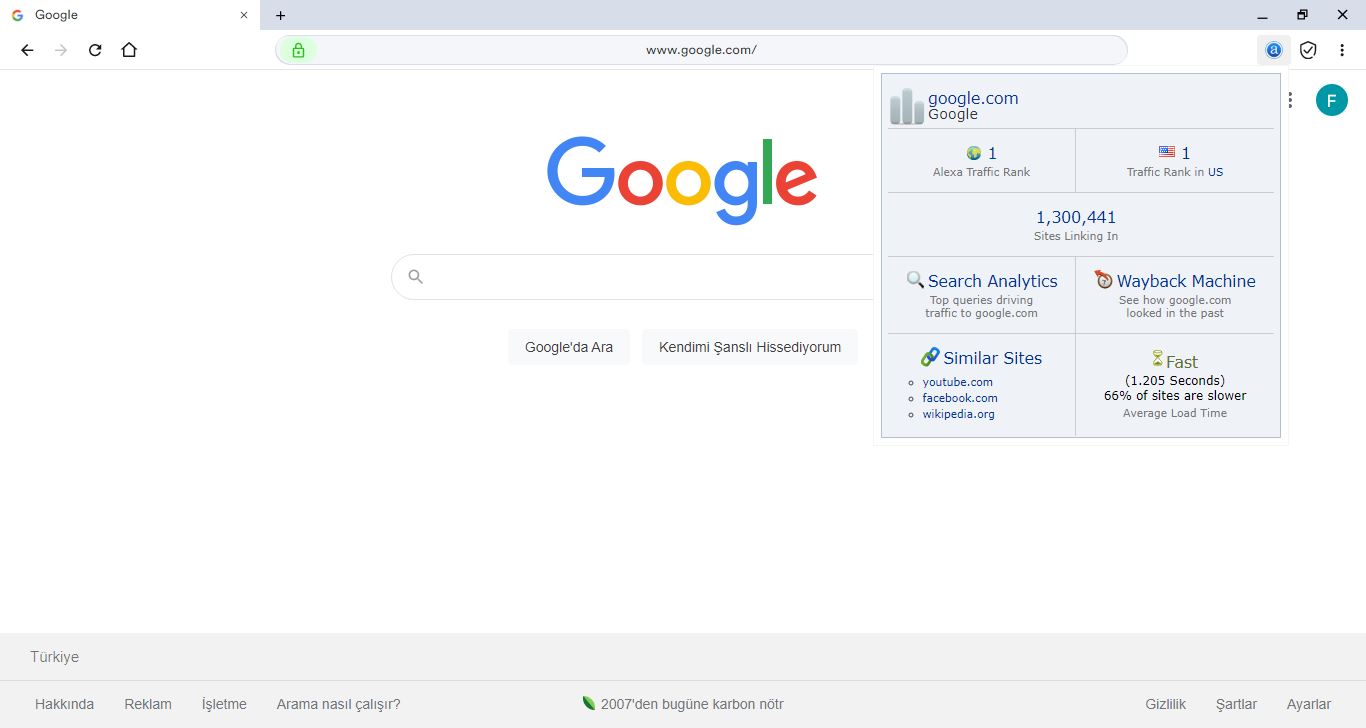 Google
www.google.com/
a
google.com
Google
1
Alexa Traffic Rank
1
Traffic Rank in US
1,300,441
Sites Linking In
Search Analytics
Top queries driving
traffic to google.com
Wayback Machine
See how google.com
looked in the past
Similar Sites
youtube.com
facebook.com
wikipedia.org
Fast
(1.205 Seconds)
66% of sites are slower
Average Load Time
F
Google
Google'da Ara
Kendimi Şanslı Hissediyorum
Türkiye
Hakkında
Reklam
İşletme
Arama nasıl çalışır?
2007'den bugüne karbon nötr
Gizlilik
Şartlar
Ayarlar